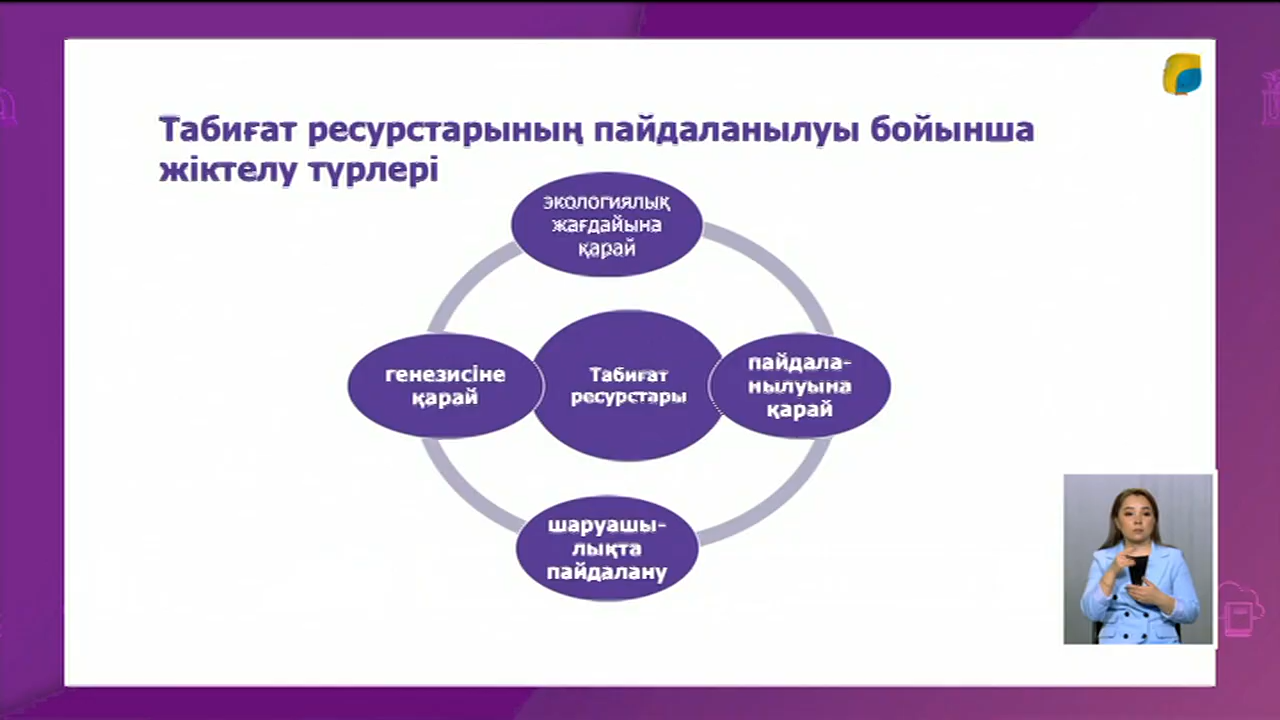 Табиғат ресурстарының пайдаланылуы бойынша
жіктелу түрлері
экологиялық
жағдайына
қарай
генезисіне
қарай
Табиғат
ресурстары
пайдала-
нылуына
қарай
шаруашы-
лықта
пайдалану